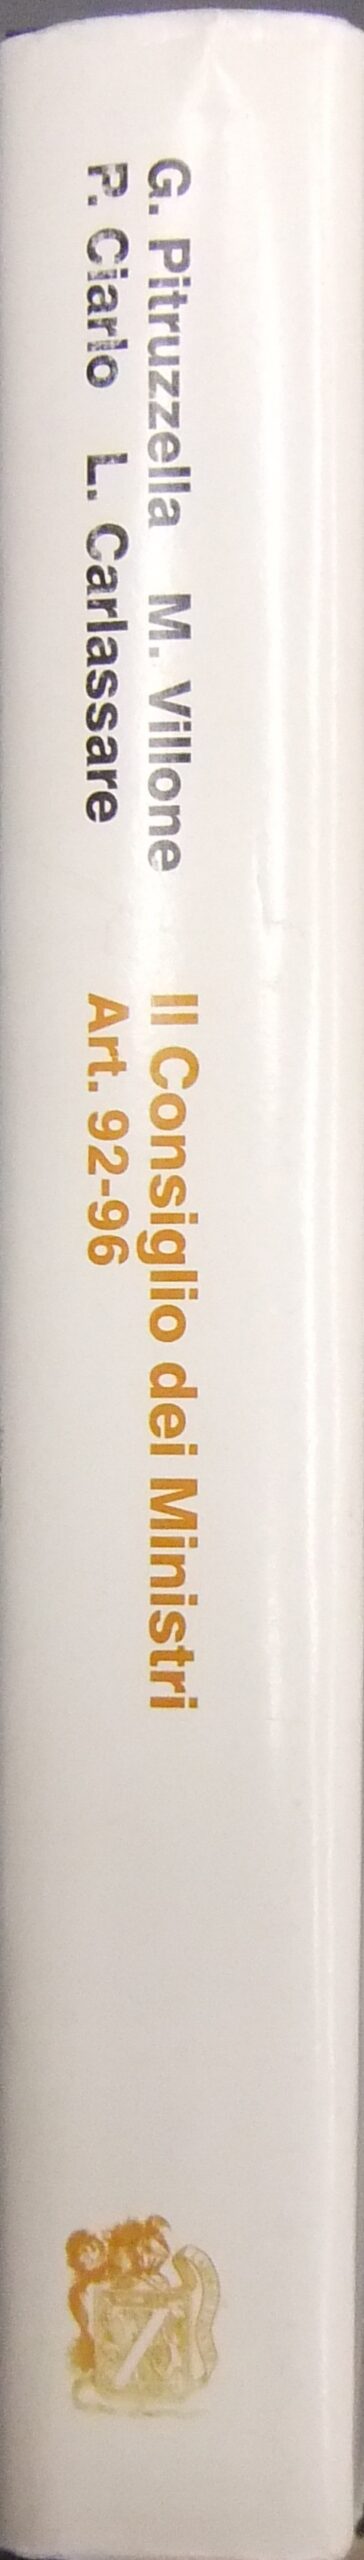 G. Pitruzzella M. Villone
P. Ciarlo L. Carlassare
Il Consiglio dei Ministri
Art. 92-96